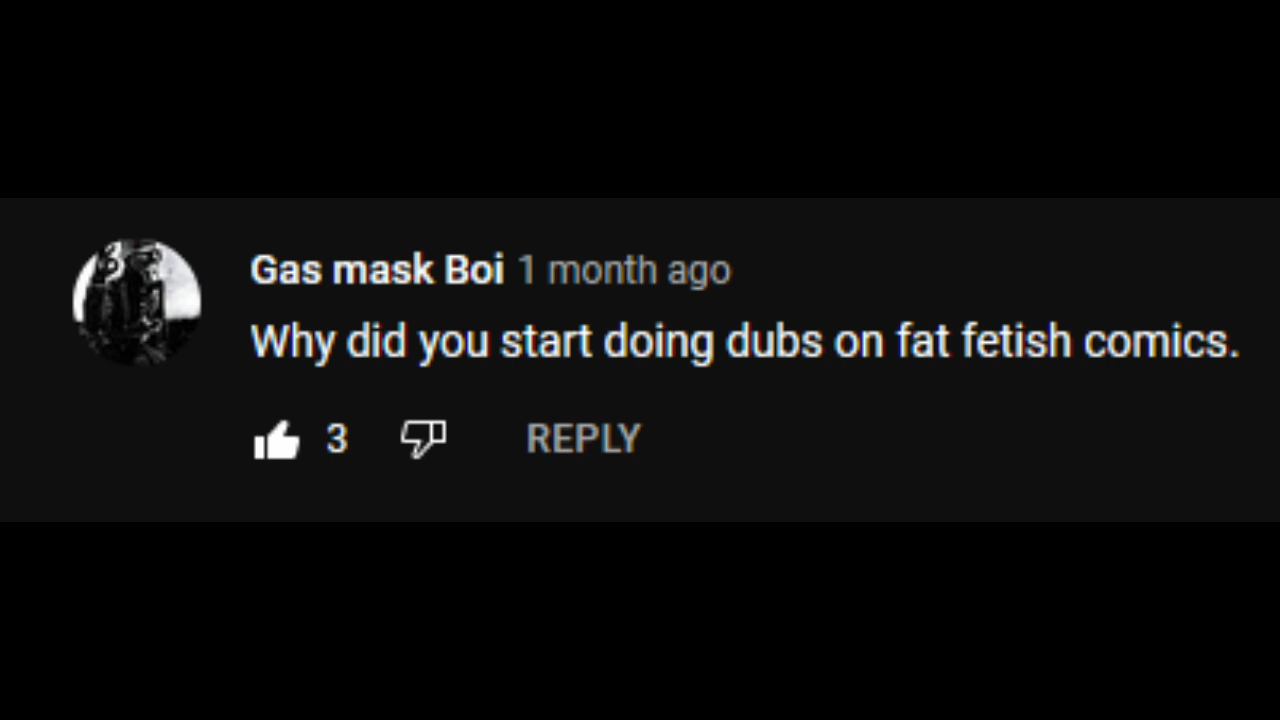 Gas mask Boi 1 month ago
Why did you start doing dubs on fat fetish comics.
3 REPLY